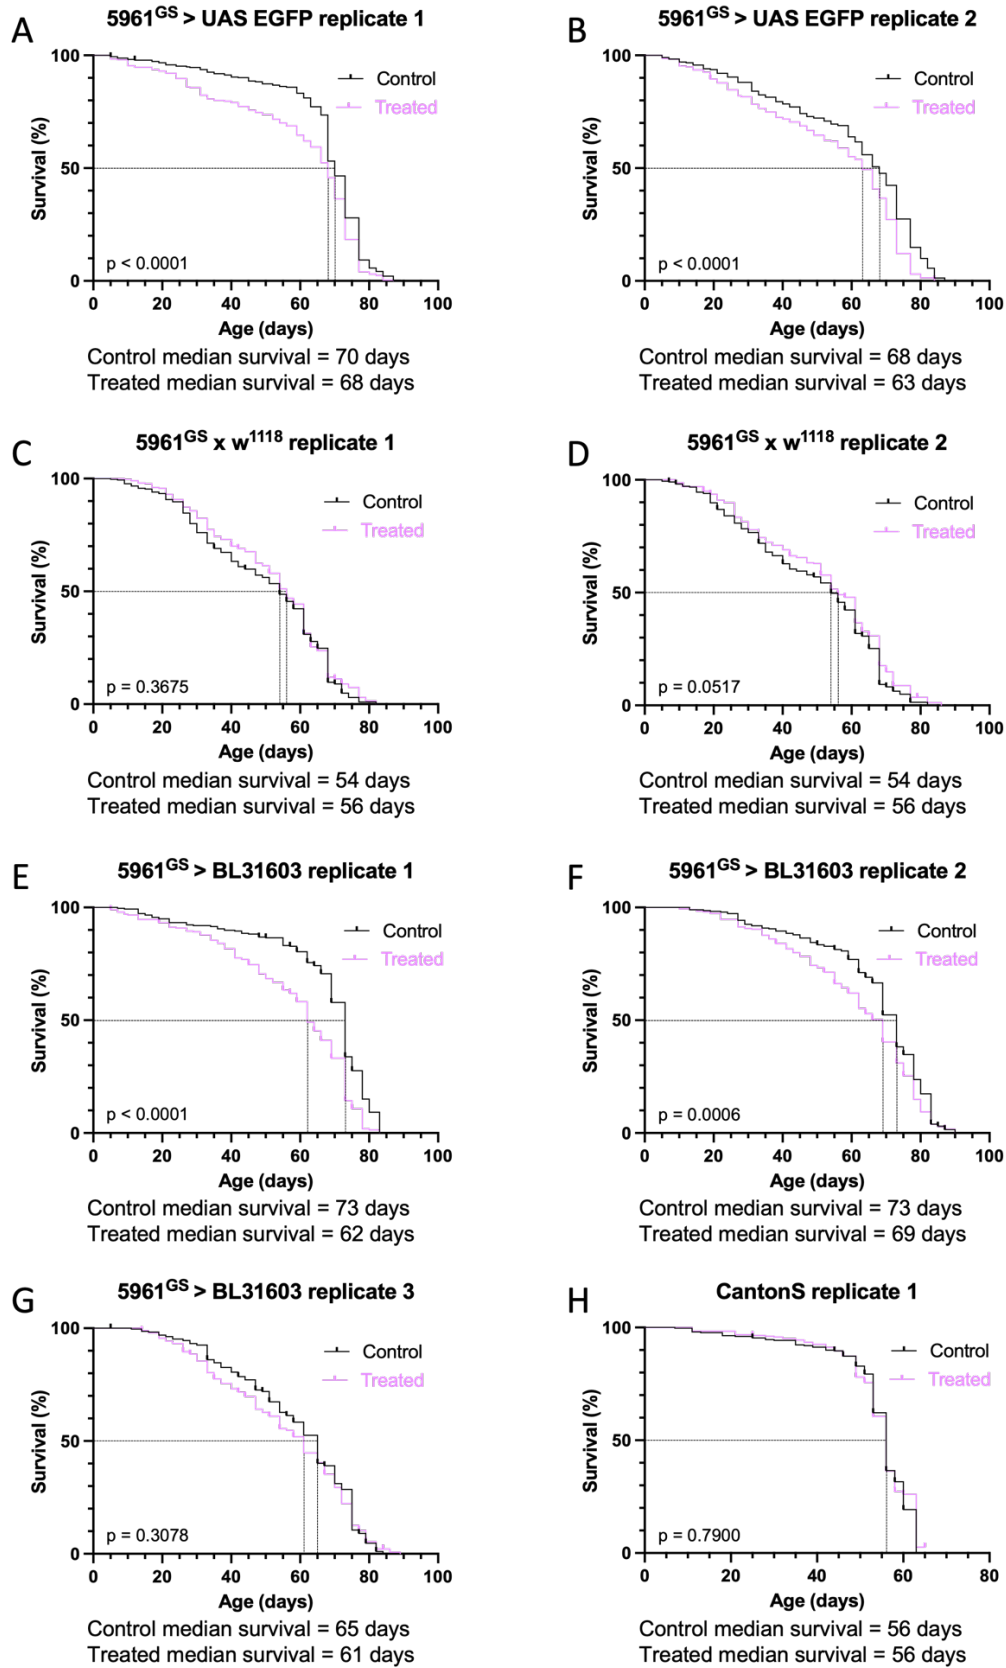 A
5961GS > UAS EGFP replicate 1
100
50
0
Survival (%)
Control
Treated
p < 0.0001
0 20 40 60 80 100
Age (days)
Control median survival = 70 days
Treated median survival = 68 days
B
5961GS > UAS EGFP replicate 2
100
50
0
Survival (%)
Control
Treated
p < 0.0001
0 20 40 60 80 100
Age (days)
Control median survival = 68 days
Treated median survival = 63 days
C
5961GS x w1118 replicate 1
100
50
0
Survival (%)
Control
Treated
p = 0.3675
0 20 40 60 80 100
Age (days)
Control median survival = 54 days
Treated median survival = 56 days
D
5961GS x w1118 replicate 2
100
50
0
Survival (%)
Control
Treated
p = 0.0517
0 20 40 60 80 100
Age (days)
Control median survival = 54 days
Treated median survival = 56 days
E
5961GS > BL31603 replicate 1
100
50
0
Survival (%)
Control
Treated
p < 0.0001
0 20 40 60 80 100
Age (days)
Control median survival = 73 days
Treated median survival = 62 days
F
5961GS > BL31603 replicate 2
100
50
0
Survival (%)
Control
Treated
p = 0.0006
0 20 40 60 80 100
Age (days)
Control median survival = 73 days
Treated median survival = 69 days
G
5961GS > BL31603 replicate 3
100
50
0
Survival (%)
Control
Treated
p = 0.3078
0 20 40 60 80 100
Age (days)
Control median survival = 65 days
Treated median survival = 61 days
H
CantonS replicate 1
100
50
0
Survival (%)
Control
Treated
p = 0.7900
0 20 40 60 80
Age (days)
Control median survival = 56 days
Treated median survival = 56 days